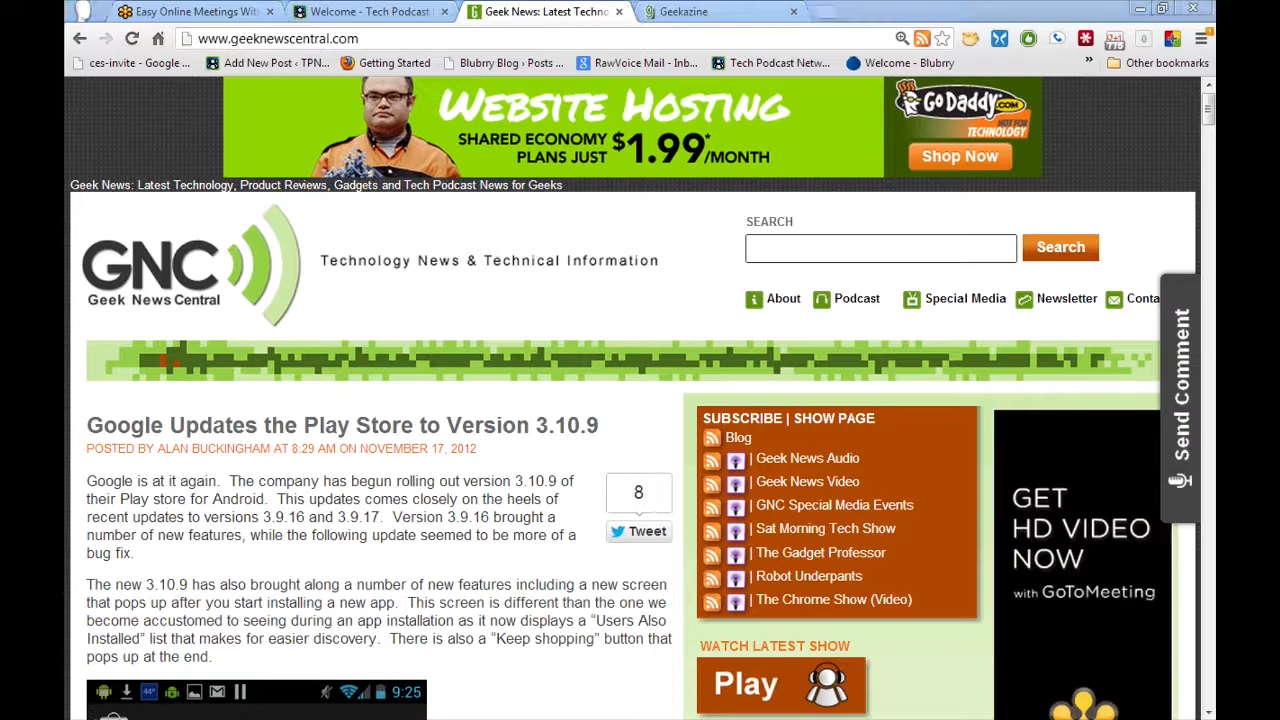 Easy Online Meetings Wit
Welcome - Tech Podcast
Geek News: Latest Techno
Geekazine
www.geeknewscentral.com
ces-invite - Google ...
Add New Post ‹ TPN...
Getting Started
Blubrry Blog › Posts ...
RawVoice Mail - Inb...
Tech Podcast Netw...
Welcome - Blubrry
»
Other bookmarks
WEBSITE HOSTING
SHARED ECONOMY
PLANS JUST
$1.99*/MONTH
GO DADDY.COM
HOT FOR
TECHNOLOGY
Shop Now
Geek News: Latest Technology, Product Reviews, Gadgets and Tech Podcast News for Geeks
GNC
Geek News Central
Technology News & Technical Information
SEARCH
Search
About
Podcast
Special Media
Newsletter
Conta
Send Comment
Google Updates the Play Store to Version 3.10.9
POSTED BY ALAN BUCKINGHAM AT 8:29 AM ON NOVEMBER 17, 2012
Google is at it again. The company has begun rolling out version 3.10.9 of
their Play store for Android. This updates comes closely on the heels of
recent updates to versions 3.9.16 and 3.9.17. Version 3.9.16 brought a
number of new features, while the following update seemed to be more of a
bug fix.
8
Tweet
The new 3.10.9 has also brought along a number of new features including a new screen
that pops up after you start installing a new app. This screen is different than the one we
become accustomed to seeing during an app installation as it now displays a “Users Also
Installed” list that makes for easier discovery. There is also a “Keep shopping” button that
pops up at the end.
44°
9:25
SUBSCRIBE | SHOW PAGE
Blog
| Geek News Audio
| Geek News Video
| GNC Special Media Events
| Sat Morning Tech Show
| The Gadget Professor
| Robot Underpants
| The Chrome Show (Video)
WATCH LATEST SHOW
Play
GET
HD VIDEO
NOW
with GoToMeeting